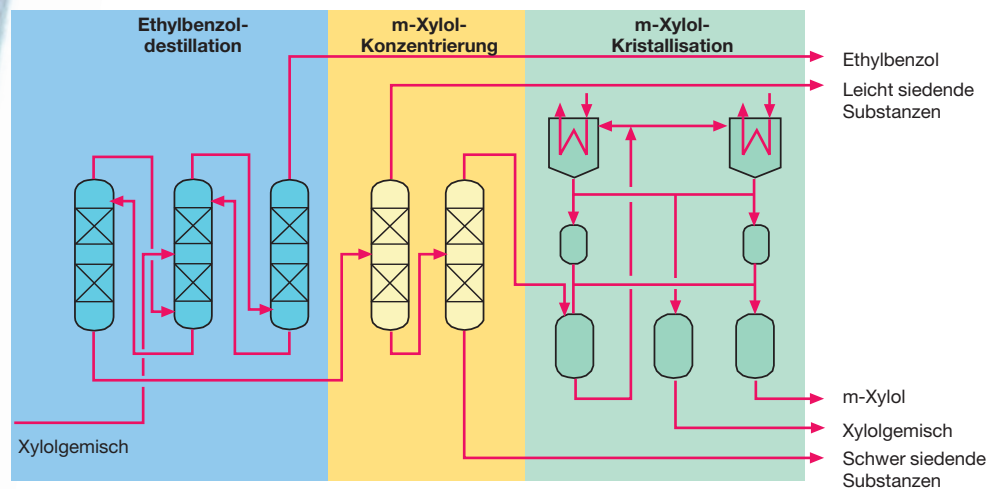 Ethylbenzol-
destillation
m-Xylol-
Konzentrierung
m-Xylol-
Kristallisation
Ethylbenzol
Leicht siedende
Substanzen
m-Xylol
Xylolgemisch
Xylolgemisch
Schwer siedende
Substanzen